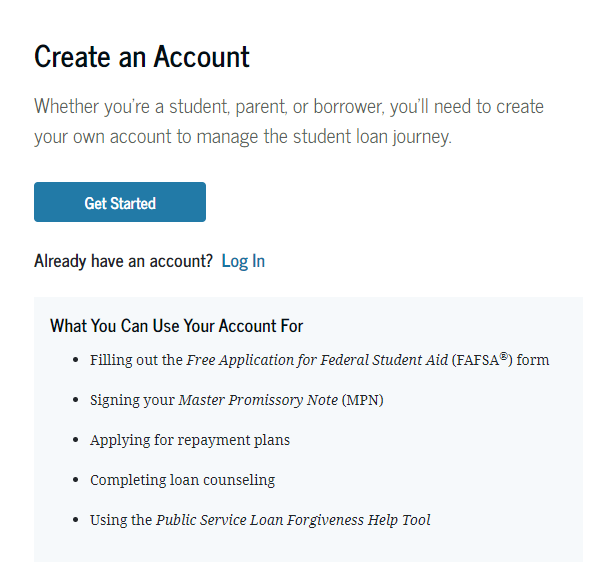 Create an Account
Whether you're a student, parent, or borrower, you'll need to create
your own account to manage the student loan journey.
Get Started
Already have an account? Log In
What You Can Use Your Account For
• Filling out the Free Application for Federal Student Aid (FAFSA®) form
• Signing your Master Promissory Note (MPN)
• Applying for repayment plans
• Completing loan counseling
• Using the Public Service Loan Forgiveness Help Tool